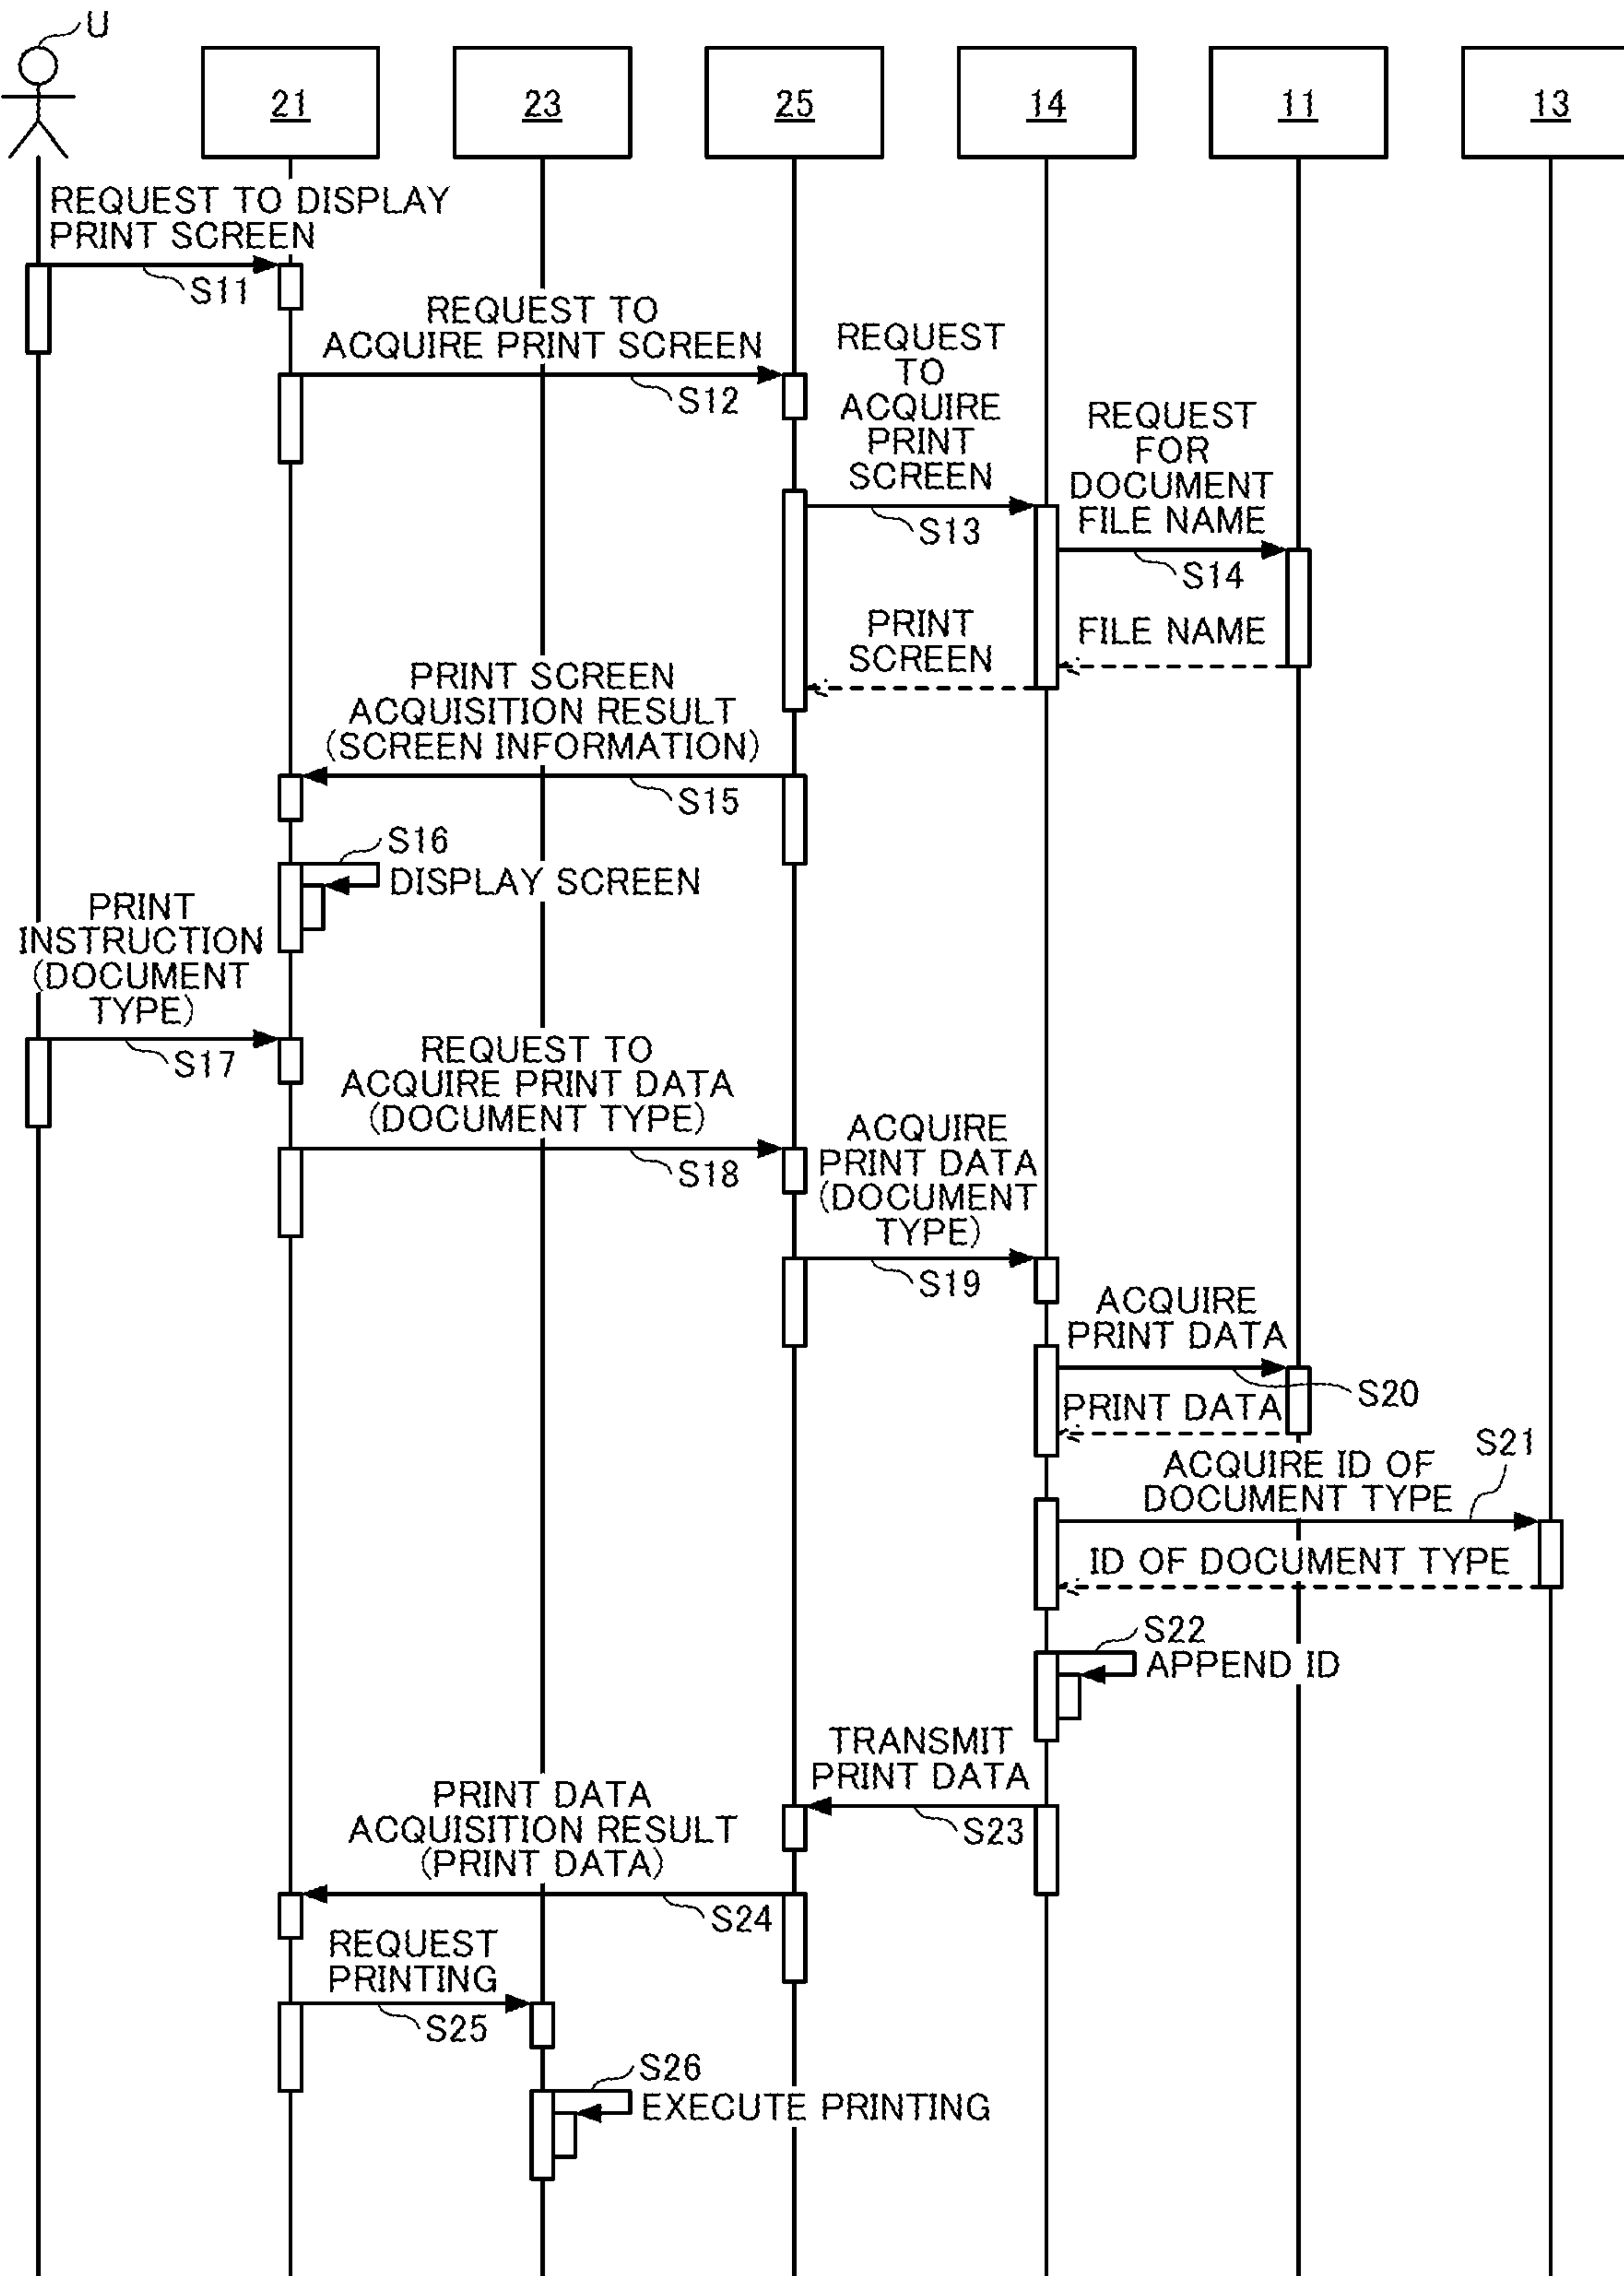 U
21
23
25
14
11
13
REQUEST TO DISPLAY
PRINT SCREEN
S11
REQUEST TO
ACQUIRE PRINT SCREEN
S12
REQUEST
TO
ACQUIRE
PRINT
SCREEN
S13
REQUEST
FOR
DOCUMENT
FILE NAME
S14
FILE NAME
PRINT
SCREEN
PRINT SCREEN
ACQUISITION RESULT
(SCREEN INFORMATION)
S15
S16
DISPLAY SCREEN
PRINT
INSTRUCTION
(DOCUMENT
TYPE)
S17
REQUEST TO
ACQUIRE PRINT DATA
(DOCUMENT TYPE)
S18
ACQUIRE
PRINT DATA
(DOCUMENT
TYPE)
S19
ACQUIRE
PRINT DATA
S20
PRINT DATA
S21
ACQUIRE ID OF
DOCUMENT TYPE
ID OF DOCUMENT TYPE
S22
APPEND ID
TRANSMIT
PRINT DATA
S23
PRINT DATA
ACQUISITION RESULT
(PRINT DATA)
S24
REQUEST
PRINTING
S25
S26
EXECUTE PRINTING